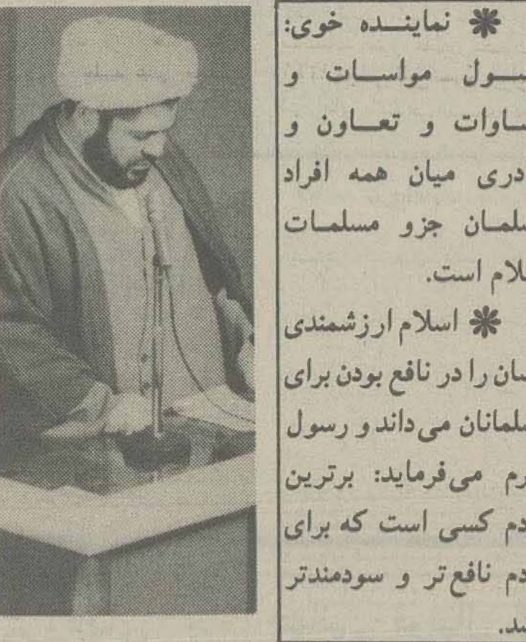 ❋ نماینده خوی:
سول مواسات و
ساوات و تعاون و
دری میان همه افراد
سلمان جزو مسلمات
لام است.
❋ اسلام ارزشمندی
سان را در نافع بودن برای
سلمانان می‌داند و رسول
رم می‌فرماید: برترین
دم کسی است که برای
دم نافع‌تر و سودمندتر
شد.